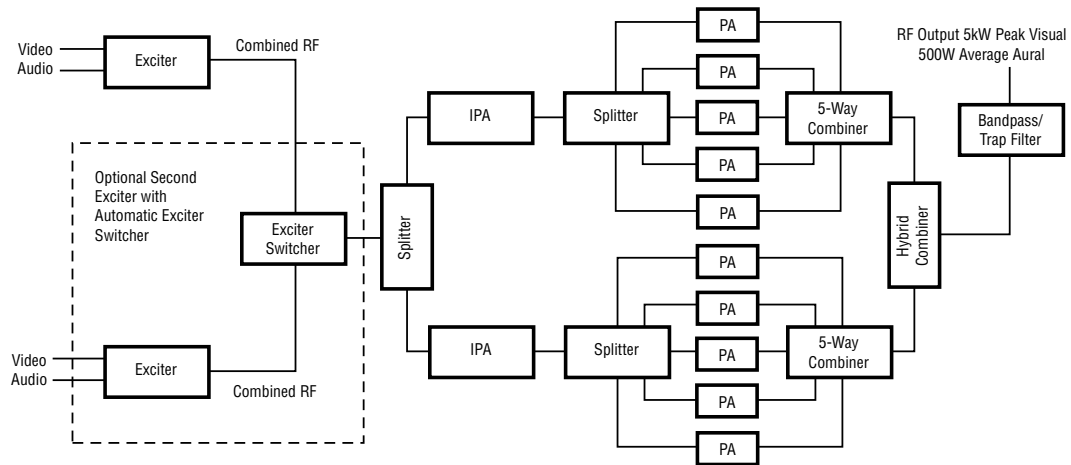 Video
Audio
Exciter
Combined RF
Optional Second
Exciter with
Automatic Exciter
Switcher
Exciter
Switcher
Video
Audio
Exciter
Combined RF
Splitter
IPA
Splitter
PA
PA
PA
PA
PA
5-Way
Combiner
IPA
Splitter
PA
PA
PA
PA
PA
5-Way
Combiner
Hybrid
Combiner
RF Output 5kW Peak Visual
500W Average Aural
Bandpass/
Trap Filter